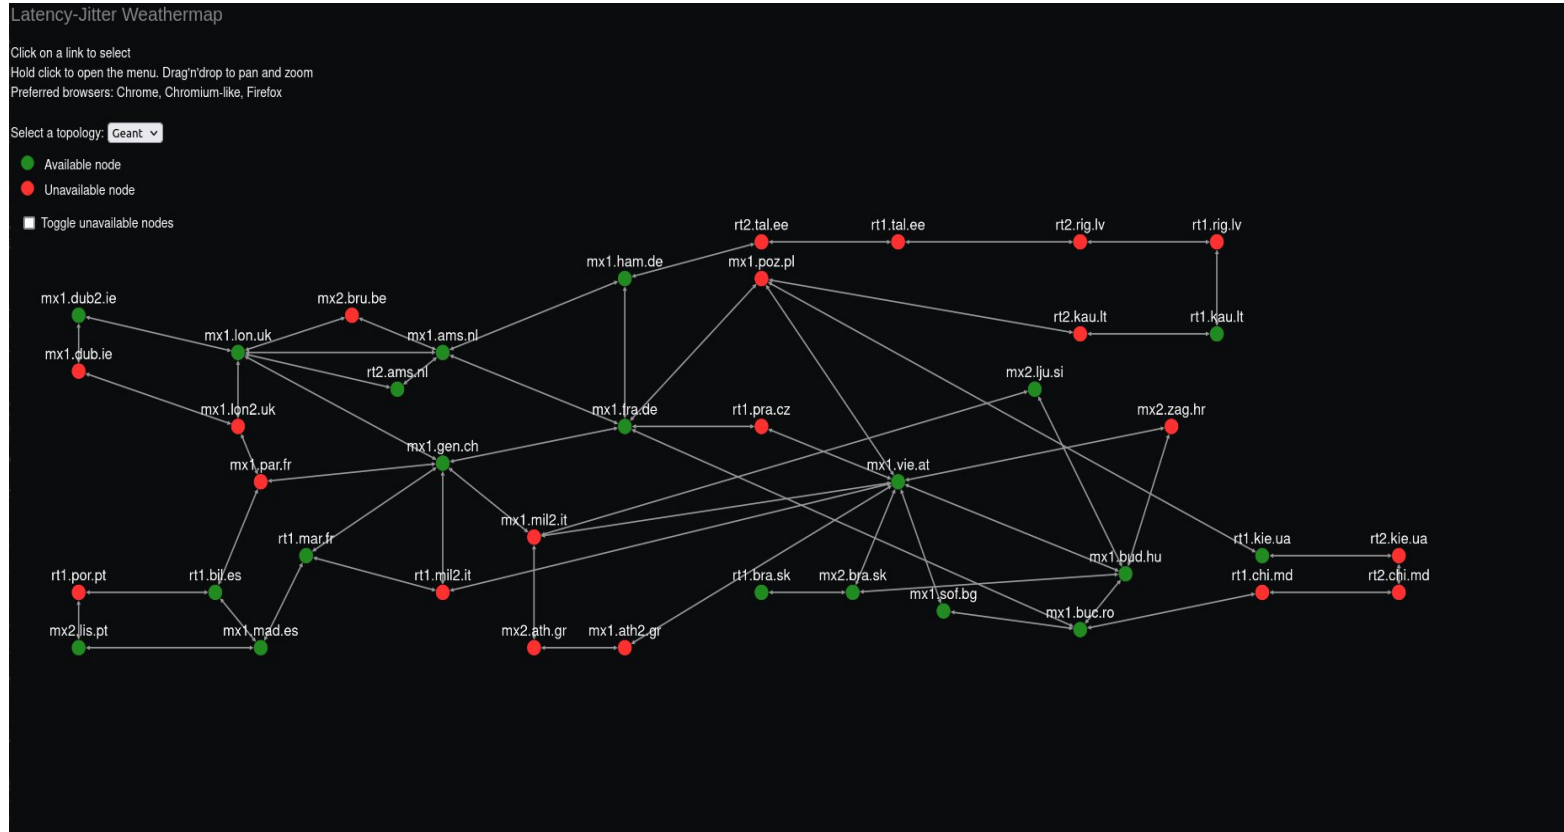 Latency-Jitter Weathermap
Click on a link to select
Hold click to open the menu. Drag'n'drop to pan and zoom
Preferred browsers: Chrome, Chromium-like, Firefox
Select a topology: Geant
Available node
Unavailable node
Toggle unavailable nodes
rt2.tal.ee
rt1.tal.ee
rt2.rig.lv
rt1.rig.lv
mx1.ham.de
mx1.poz.pl
mx1.dub2.ie
mx2.bru.be
mx1.lon.uk
mx1.ams.nl
rt2.kau.lt
rt1.kau.lt
mx1.dub.ie
rt2.ams.nl
mx2.lju.si
mx1.lon2.uk
mx1.fra.de
rt1.pra.cz
mx2.zag.hr
mx1.gen.ch
mx1.par.fr
mx1.vie.at
mx1.mil2.it
rt1.mar.fr
rt1.kie.ua
rt2.kie.ua
mx1.bud.hu
rt1.por.pt
rt1.bil.es
rt1.mil2.it
rt1.bra.sk
mx2.bra.sk
rt1.chi.md
rt2.chi.md
mx1.sof.bg
mx1.buc.ro
mx2.lis.pt
mx1.mad.es
mx2.ath.gr
mx1.ath2.gr